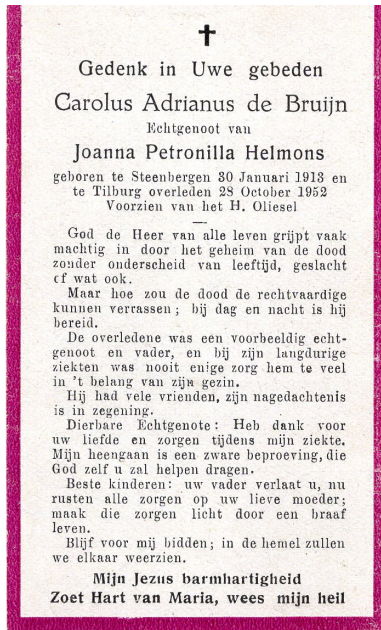 Gedenk in Uwe gebeden
Carolus Adrianus de Bruijn
Echtgenoot van
Joanna Petronilla Helmons
geboren te Steenbergen 30 Januari 1913 en
te Tilburg overleden 28 October 1952
Voorzien van het H. Oliesel
God de Heer van alle leven grijpt vaak
machtig in door het geheim van de dood
zonder onderscheid van leeftijd, geslacht
of wat ook.
Maar hoe zou de dood de rechtvaardige
kunnen verrassen; bij dag en nacht is hij
bereid.
De overledene was een voorbeeldig echt-
genoot en vader, en bij zijn langdurige
ziekten was nooit enige zorg hem te veel
in 't belang van zijn gezin.
Hij had vele vrienden, zijn nagedachtenis
is in zegening.
Dierbare Echtgenote: Heb dank voor
uw liefde en zorgen tijdens mijn ziekte.
Mijn heengaan is een zware beproeving, die
God zelf u zal helpen dragen.
Beste kinderen: uw vader verlaat u, nu
rusten alle zorgen op uw lieve moeder;
maak die zorgen licht door een braaf
leven.
Blijf voor mij bidden; in de hemel zullen
we elkaar weerzien.
Mijn Jezus barmhartigheid
Zoet Hart van Maria, wees mijn heil